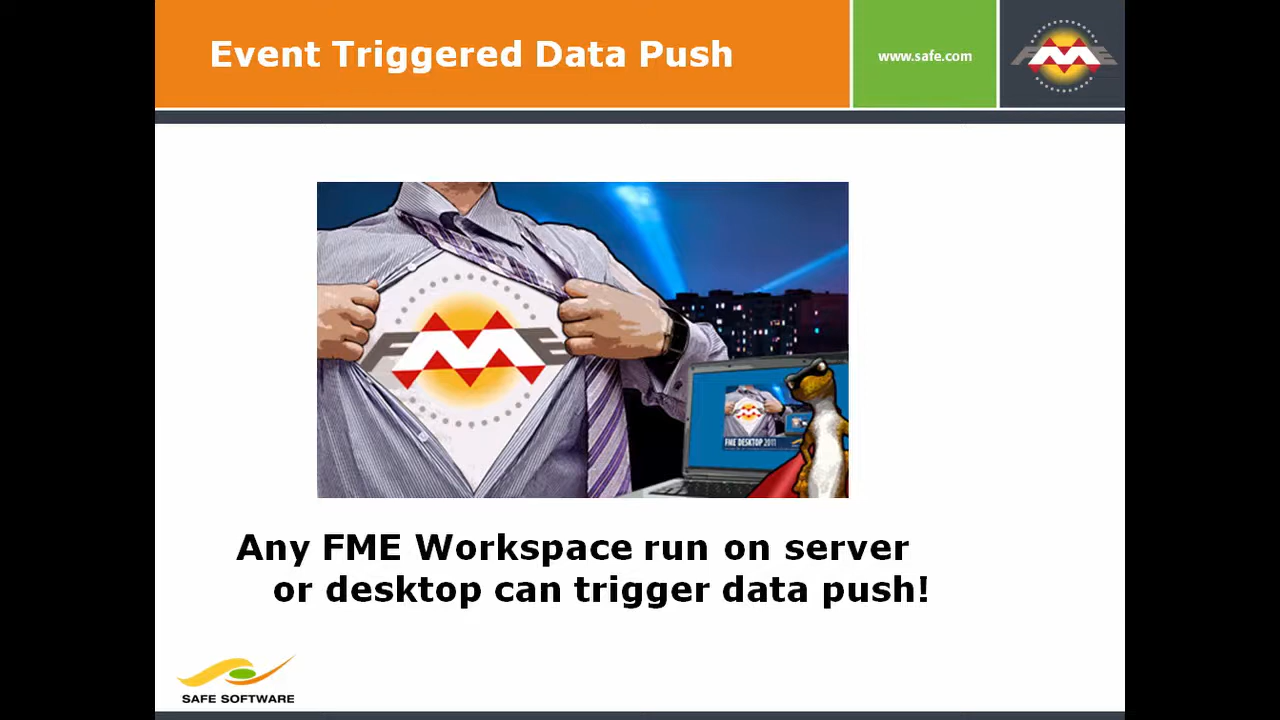 Event Triggered Data Push
www.safe.com
FME
FME
FME DESKTOP 2011
Any FME Workspace run on server
or desktop can trigger data push!
SAFE SOFTWARE